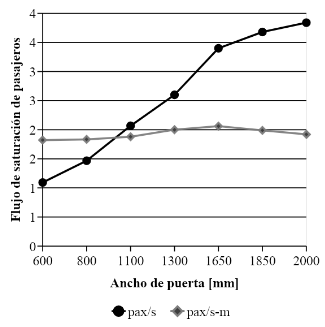 4
4
3
3
2
2
1
1
0
Flujo de saturación de pasajeros
600 800 1100 1300 1650 1850 2000
Ancho de puerta [mm]
pax/s pax/s-m